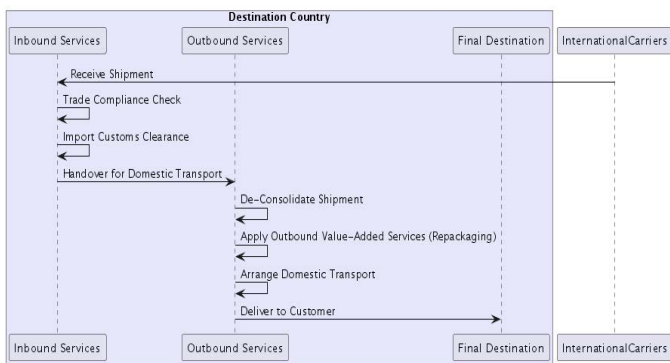 Destination Country
Inbound Services
Outbound Services
Final Destination
InternationalCarriers
Receive Shipment
Trade Compliance Check
Import Customs Clearance
Handover for Domestic Transport
De-Consolidate Shipment
Apply Outbound Value-Added Services (Repackaging)
Arrange Domestic Transport
Deliver to Customer
Inbound Services
Outbound Services
Final Destination
InternationalCarriers